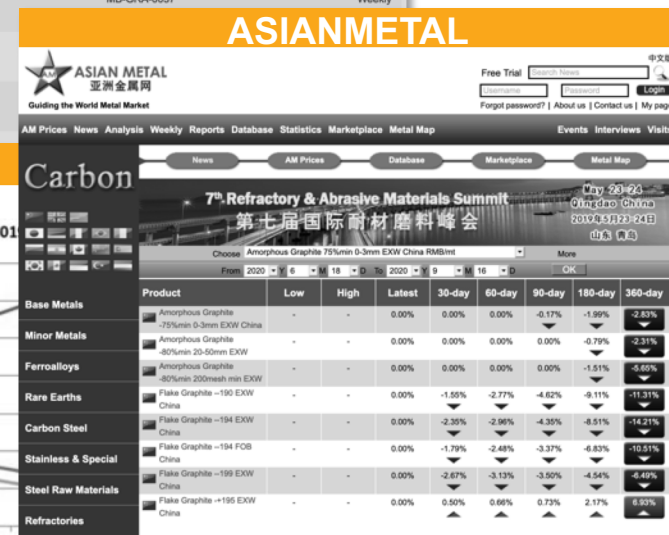 Weekly
ASIANMETAL
中文版
AM
ASIAN METAL
亚洲金属网
Guiding the World Metal Market
Free Trial Search News
Username Password Login
Forgot password? | About us | Contact us | My page
AM Prices News Analysis Weekly Reports Database Statistics Marketplace Metal Map Events Interviews Visits
Carbon
News AM Prices Database Marketplace Metal Map
7th Refractory & Abrasive Materials Summit
第七届国际耐材磨料峰会
May 23-24
Qingdao China
2019年5月23-24日
山东 青岛
Choose Amorphous Graphite 75%min 0-3mm EXW China RMB/mt More
From 2020 Y 6 M 18 D To 2020 Y 9 M 16 D OK
Product Low High Latest 30-day 60-day 90-day 180-day 360-day
Amorphous Graphite
-75%min 0-3mm EXW China - - 0.00% 0.00% 0.00% -0.17% -1.99% -2.83%
Amorphous Graphite
-80%min 20-50mm EXW - - 0.00% 0.00% 0.00% 0.00% -0.79% -2.31%
Amorphous Graphite
-80%min 200mesh min EXW - - 0.00% 0.00% 0.00% 0.00% -1.51% -5.65%
Flake Graphite --190 EXW
China - - 0.00% -1.55% -2.77% -4.62% -9.11% -11.31%
Flake Graphite --194 EXW
China - - 0.00% -2.35% -2.96% -4.35% -8.51% -14.21%
Flake Graphite --194 FOB
China - - 0.00% -1.79% -2.48% -3.37% -6.83% -10.51%
Flake Graphite --199 EXW
China - - 0.00% -2.67% -3.13% -3.50% -4.54% -6.49%
Flake Graphite -+195 EXW
China - - 0.00% 0.50% 0.66% 0.73% 2.17% 6.93%
Base Metals
Minor Metals
Ferroalloys
Rare Earths
Carbon Steel
Stainless & Special
Steel Raw Materials
Refractories